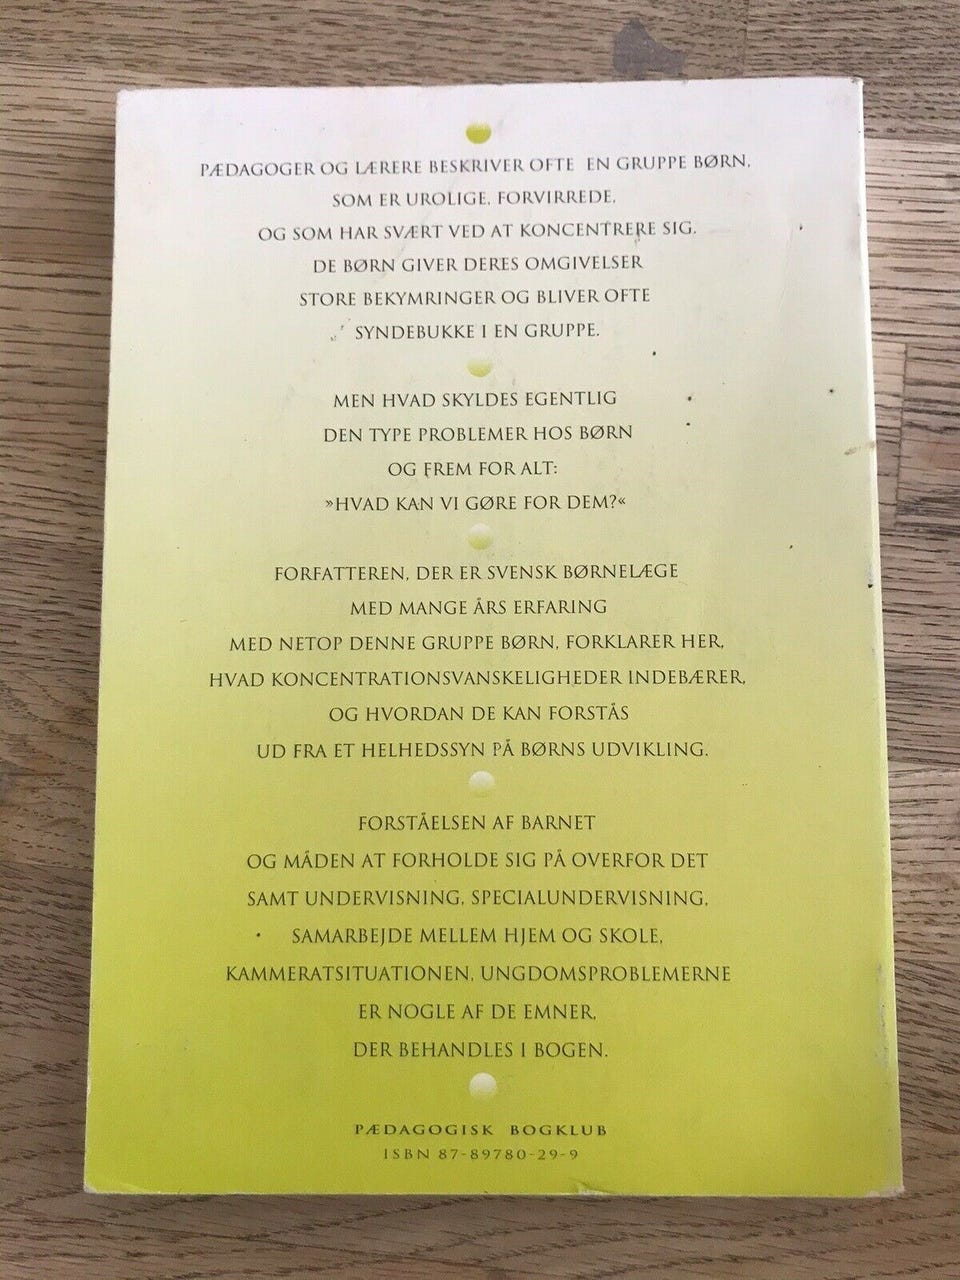 PÆDAGOGER OG LÆRERE BESKRIVER OFTE EN GRUPPE BØRN,
SOM ER UROLIGE, FORVIRREDE,
OG SOM HAR SVÆRT VED AT KONCENTRERE SIG.
DE BØRN GIVER DERES OMGIVELSER
STORE BEKYMRINGER OG BLIVER OFTE
SYNDEBUKKE I EN GRUPPE.
MEN HVAD SKYLDES EGENTLIG
DEN TYPE PROBLEMER HOS BØRN
OG FREM FOR ALT:
»HVAD KAN VI GØRE FOR DEM?«
FORFATTEREN, DER ER SVENSK BØRNELÆGE
MED MANGE ÅRS ERFARING
MED NETOP DENNE GRUPPE BØRN, FORKLARER HER,
HVAD KONCENTRATIONSVANSKELIGHEDER INDEBÆRER,
OG HVORDAN DE KAN FORSTÅS
UD FRA ET HELHEDSSYN PÅ BØRNS UDVIKLING.
FORSTÅELSEN AF BARNET
OG MÅDEN AT FORHOLDE SIG PÅ OVERFOR DET
SAMT UNDERVISNING, SPECIALUNDERVISNING,
SAMARBEJDE MELLEM HJEM OG SKOLE,
KAMMERATSITUATIONEN, UNGDOMSPROBLEMERNE
ER NOGLE AF DE EMNER,
DER BEHANDLES I BOGEN.
PÆDAGOGISK BOGKLUB
ISBN 87-89780-29-9